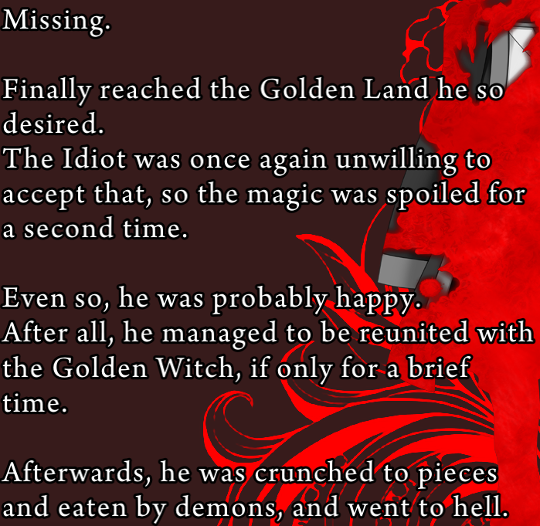 Missing.
Finally reached the Golden Land he so
desired.
The Idiot was once again unwilling to
accept that, so the magic was spoiled for
a second time.
Even so, he was probably happy.
After all, he managed to be reunited with
the Golden Witch, if only for a brief
time.
Afterwards, he was crunched to pieces
and eaten by demons, and went to hell.